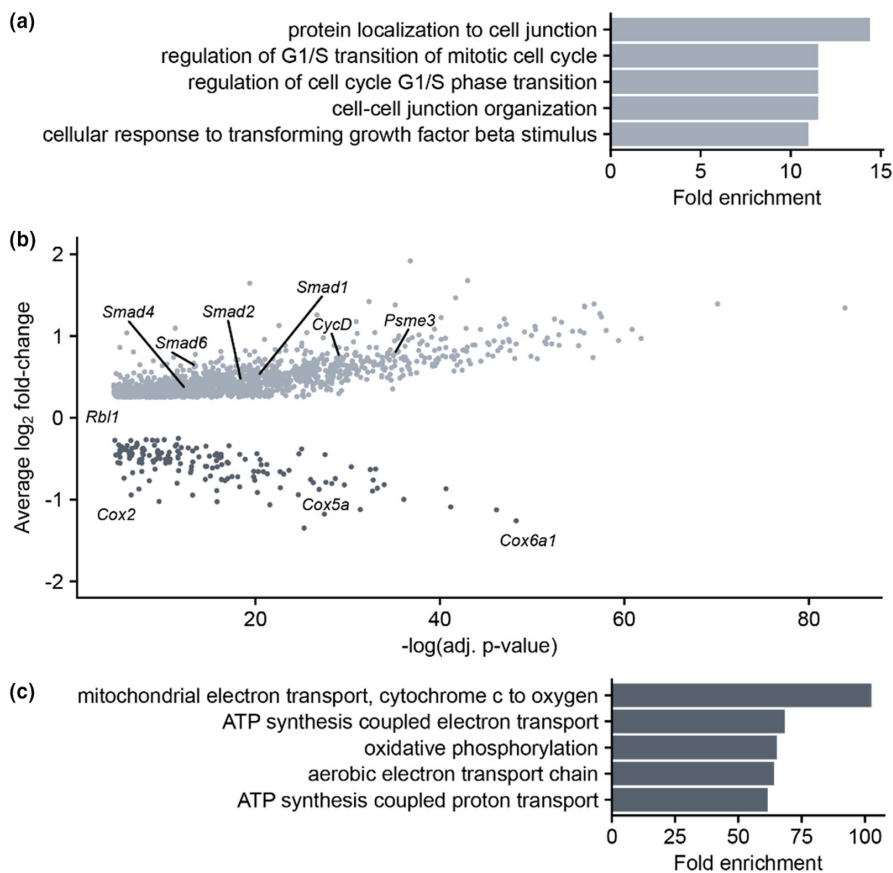 (a)
protein localization to cell junction
regulation of G1/S transition of mitotic cell cycle
regulation of cell cycle G1/S phase transition
cell-cell junction organization
cellular response to transforming growth factor beta stimulus
0 5 10 15
Fold enrichment
(b)
Average log₂ fold-change
2
1
0
-1
-2
Smad4
Smad6
Smad2
Smad1
CycD
Psme3
Rbl1
Cox2
Cox5a
Cox6a1
20 40 60 80
-log(adj. p-value)
(c)
mitochondrial electron transport, cytochrome c to oxygen
ATP synthesis coupled electron transport
oxidative phosphorylation
aerobic electron transport chain
ATP synthesis coupled proton transport
0 25 50 75 100
Fold enrichment